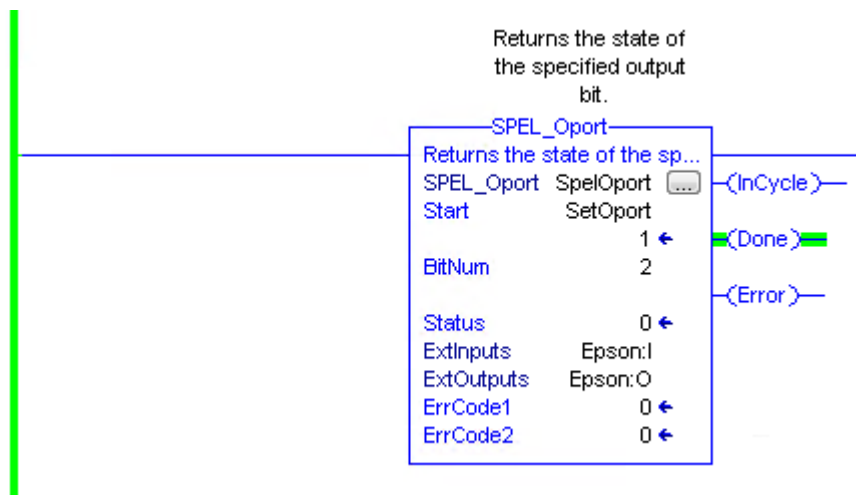 Returns the state of
the specified output
bit.
SPEL_Oport
Returns the state of the sp...
SPEL_Oport SpelOport ... (InCycle)
Start SetOport
1 (Done)
BitNum 2
(Error)
Status 0
ExtInputs Epson:I
ExtOutputs Epson:O
ErrCode1 0
ErrCode2 0